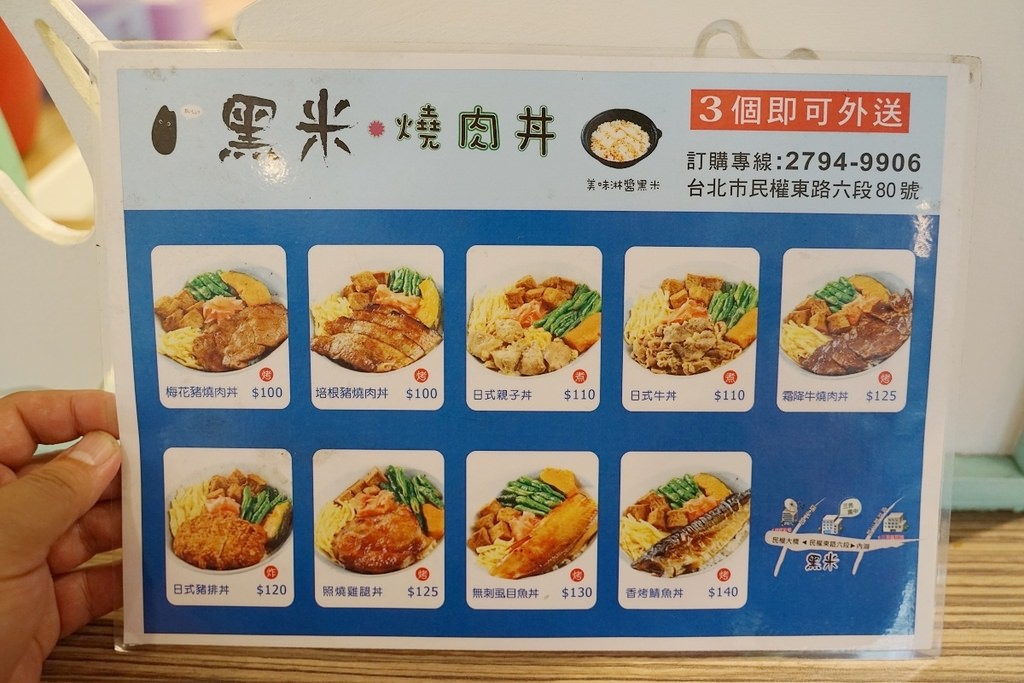 黑米 燒肉丼
美味淋醬黑米
3個即可外送
訂購專線:2794-9906
台北市民權東路六段80號
烤
梅花豬燒肉丼 $100
烤
培根豬燒肉丼 $100
煮
日式親子丼 $110
煮
日式牛丼 $110
烤
霜降牛燒肉丼 $125
炸
日式豬排丼 $120
烤
照燒雞腿丼 $125
烤
無刺虱目魚丼 $130
烤
香烤鯖魚丼 $140
民權大橋 ◀ 民權東路六段 ▶ 內湖
黑米